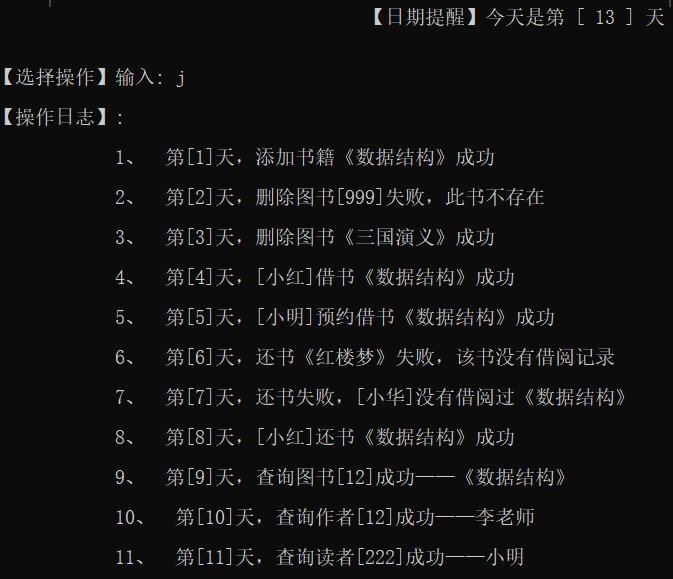 【日期提醒】今天是第 [ 13 ] 天
【选择操作】输入: j
【操作日志】:
1、 第[1]天，添加书籍《数据结构》成功
2、 第[2]天，删除图书[999]失败，此书不存在
3、 第[3]天，删除图书《三国演义》成功
4、 第[4]天，[小红]借书《数据结构》成功
5、 第[5]天，[小明]预约借书《数据结构》成功
6、 第[6]天，还书《红楼梦》失败，该书没有借阅记录
7、 第[7]天，还书失败，[小华]没有借阅过《数据结构》
8、 第[8]天，[小红]还书《数据结构》成功
9、 第[9]天，查询图书[12]成功——《数据结构》
10、 第[10]天，查询作者[12]成功——李老师
11、 第[11]天，查询读者[222]成功——小明